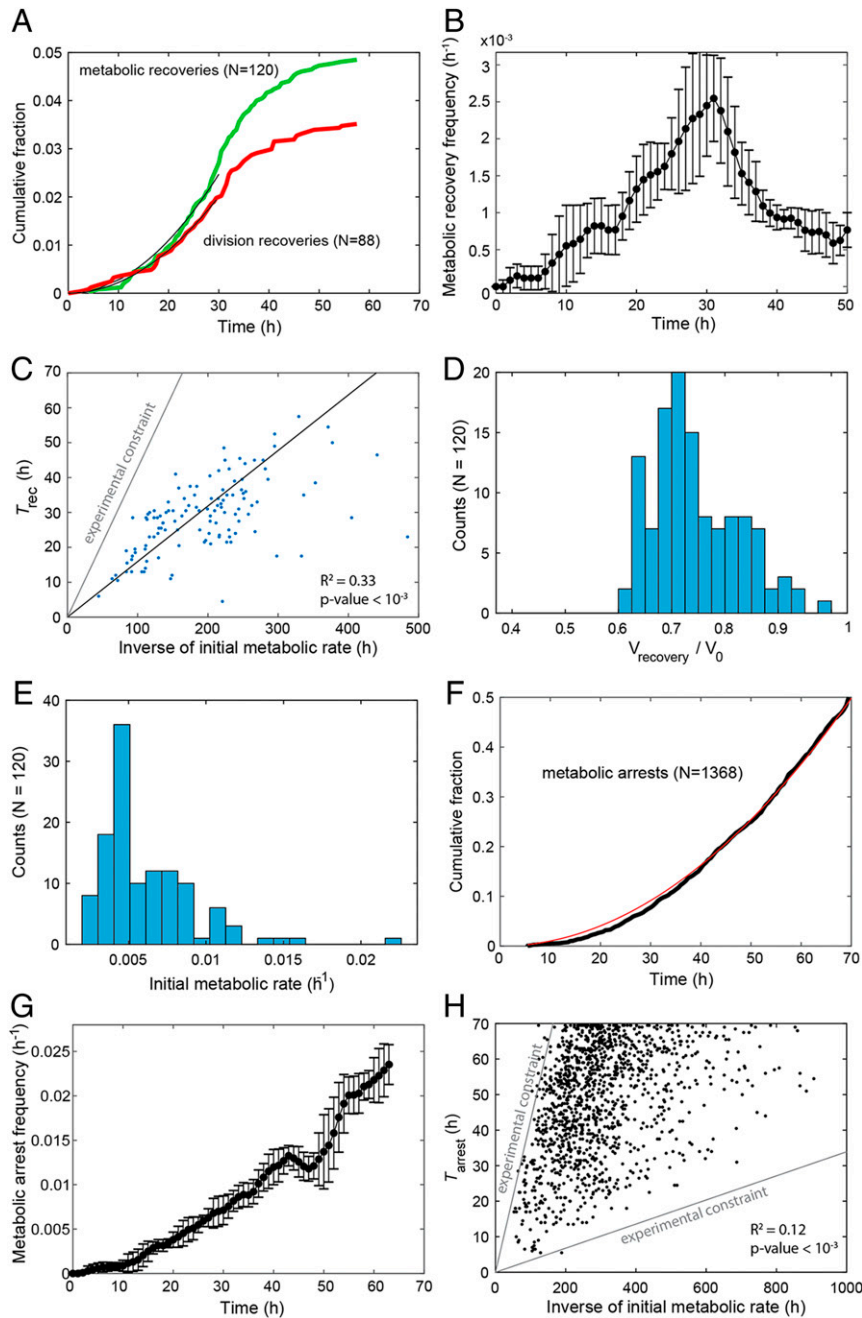 A
Cumulative fraction
0.05
0.04
0.03
0.02
0.01
0
metabolic recoveries (N=120)
division recoveries (N=88)
0 10 20 30 40 50 60 70
Time (h)
B
Metabolic recovery frequency (h⁻¹)
x10⁻³
3
2.5
2
1.5
1
0.5
0
0 10 20 30 40 50
Time (h)
C
T_rec (h)
70
60
50
40
30
20
10
0
experimental constraint
R² = 0.33
p-value < 10⁻³
0 100 200 300 400 500
Inverse of initial metabolic rate (h)
D
Counts (N = 120)
20
15
10
5
0
0.4 0.5 0.6 0.7 0.8 0.9 1
V_recovery / V_0
E
Counts (N = 120)
40
30
20
10
0
0.005 0.01 0.015 0.02
Initial metabolic rate (h⁻¹)
F
Cumulative fraction
0.5
0.4
0.3
0.2
0.1
0
metabolic arrests (N=1368)
0 10 20 30 40 50 60 70
Time (h)
G
Metabolic arrest frequency (h⁻¹)
0.025
0.02
0.015
0.01
0.005
0
0 10 20 30 40 50 60 70
Time (h)
H
T_arrest (h)
70
60
50
40
30
20
10
0
experimental constraint
experimental constraint
R² = 0.12
p-value < 10⁻³
0 200 400 600 800 1000
Inverse of initial metabolic rate (h)